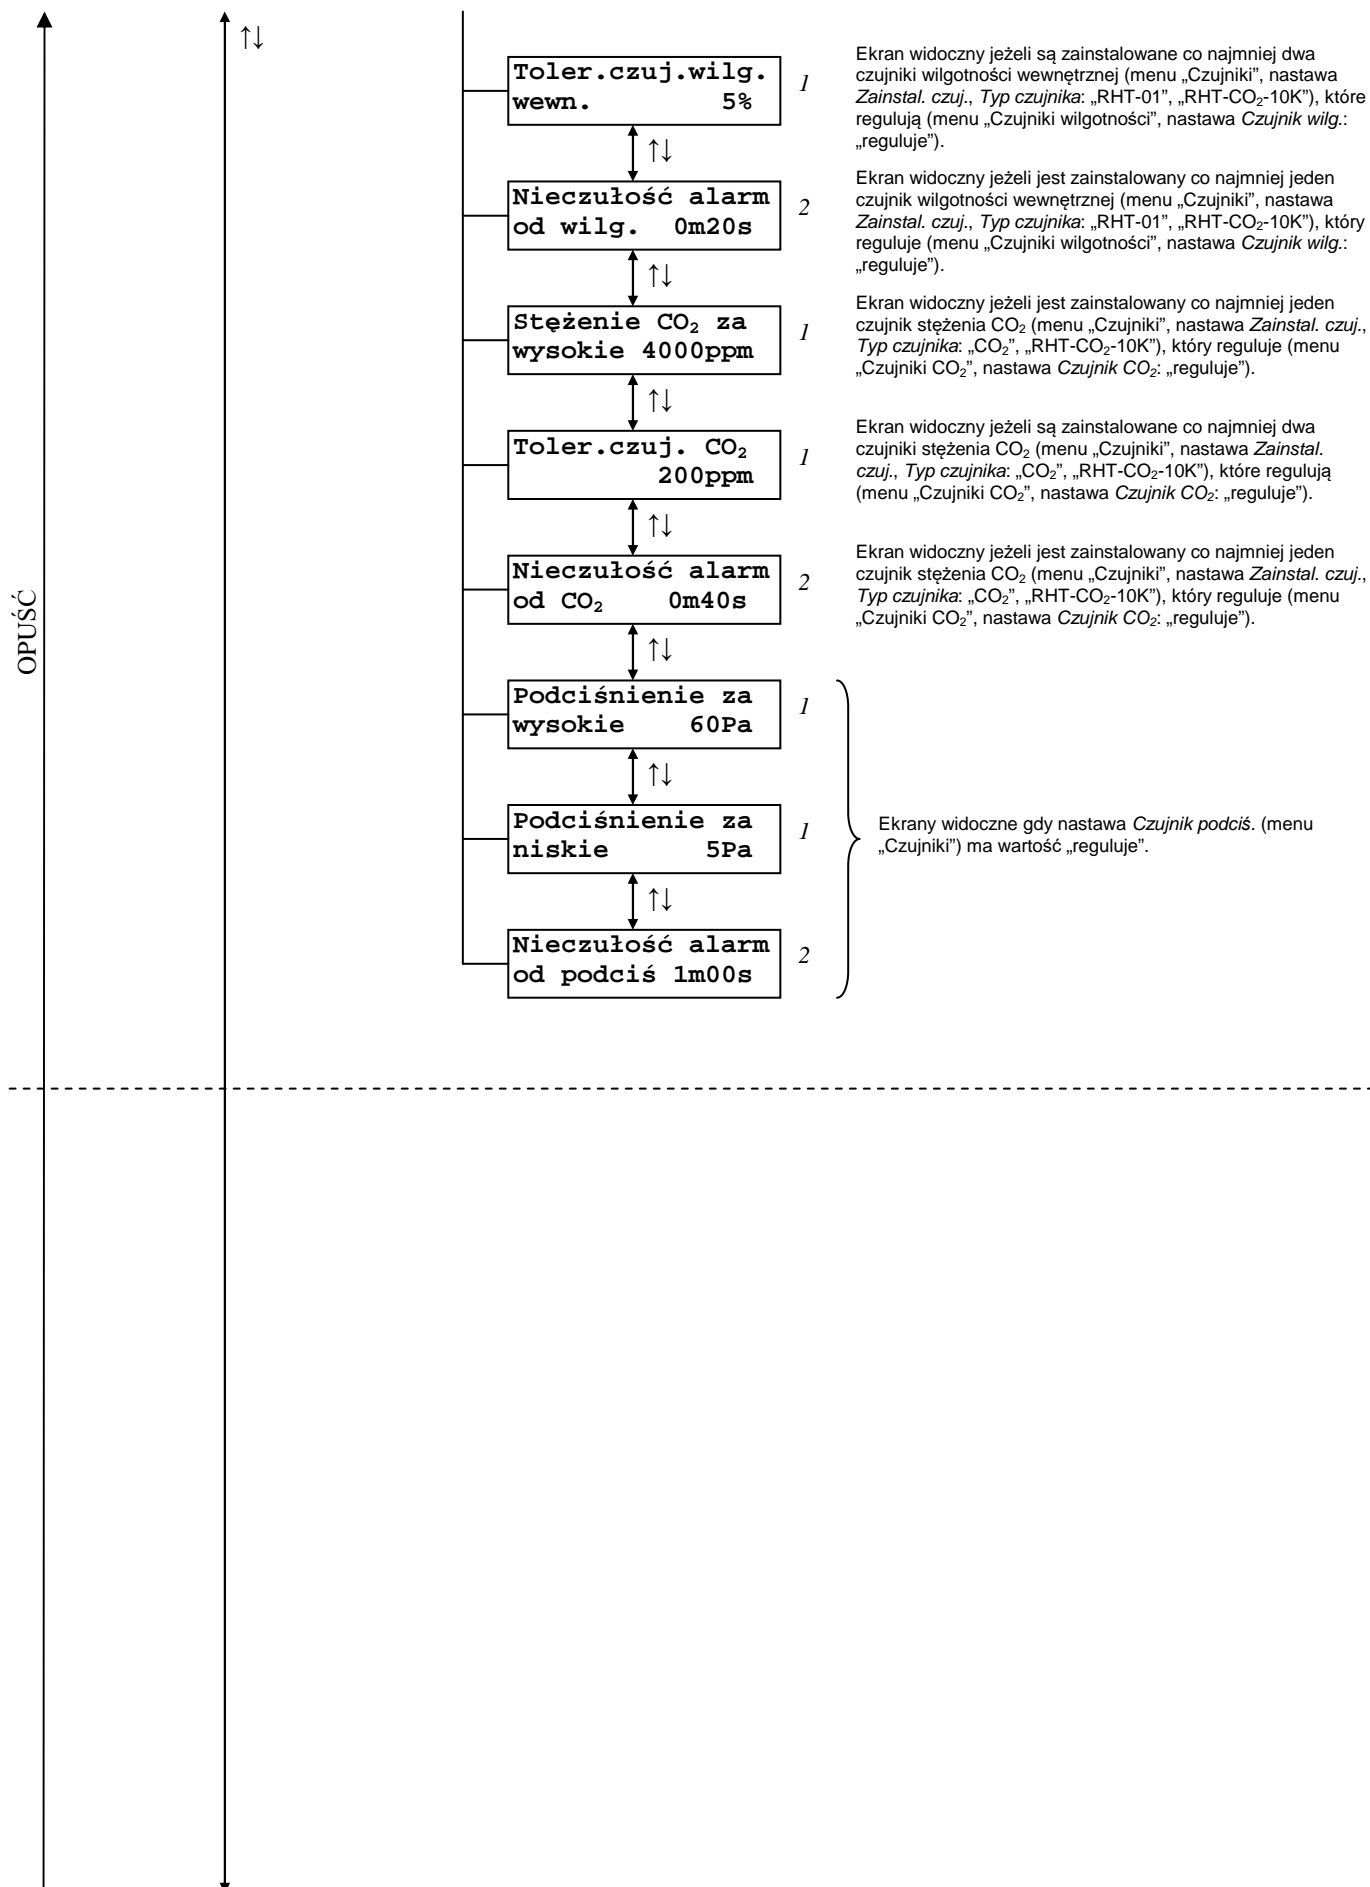 ↑↓
Toler.czuj.wilg.
wewn. 5%
1
Ekran widoczny jeżeli są zainstalowane co najmniej dwa
czujniki wilgotności wewnętrznej (menu „Czujniki”, nastawa
Zainstal. czuj., Typ czujnika: „RHT-01”, „RHT-CO₂-10K”), które
regulują (menu „Czujniki wilgotności”, nastawa Czujnik wilg.:
„reguluje”).
↑↓
Nieczułość alarm
od wilg. 0m20s
2
Ekran widoczny jeżeli jest zainstalowany co najmniej jeden
czujnik wilgotności wewnętrznej (menu „Czujniki”, nastawa
Zainstal. czuj., Typ czujnika: „RHT-01”, „RHT-CO₂-10K”), który
reguluje (menu „Czujniki wilgotności”, nastawa Czujnik wilg.:
„reguluje”).
↑↓
Stężenie CO₂ za
wysokie 4000ppm
1
Ekran widoczny jeżeli jest zainstalowany co najmniej jeden
czujnik stężenia CO₂ (menu „Czujniki”, nastawa Zainstal. czuj.,
Typ czujnika: „CO₂”, „RHT-CO₂-10K”), który reguluje (menu
„Czujniki CO₂”, nastawa Czujnik CO₂: „reguluje”).
↑↓
Toler.czuj. CO₂
200ppm
1
Ekran widoczny jeżeli są zainstalowane co najmniej dwa
czujniki stężenia CO₂ (menu „Czujniki”, nastawa Zainstal.
czuj., Typ czujnika: „CO₂”, „RHT-CO₂-10K”), które regulują
(menu „Czujniki CO₂”, nastawa Czujnik CO₂: „reguluje”).
↑↓
Nieczułość alarm
od CO₂ 0m40s
2
Ekran widoczny jeżeli jest zainstalowany co najmniej jeden
czujnik stężenia CO₂ (menu „Czujniki”, nastawa Zainstal. czuj.,
Typ czujnika: „CO₂”, „RHT-CO₂-10K”), który reguluje (menu
„Czujniki CO₂”, nastawa Czujnik CO₂: „reguluje”).
OPUŚĆ
↑↓
Podciśnienie za
wysokie 60Pa
1
↑↓
Podciśnienie za
niskie 5Pa
1
Ekrany widoczne gdy nastawa Czujnik podciś. (menu
„Czujniki”) ma wartość „reguluje”.
↑↓
Nieczułość alarm
od podciś 1m00s
2